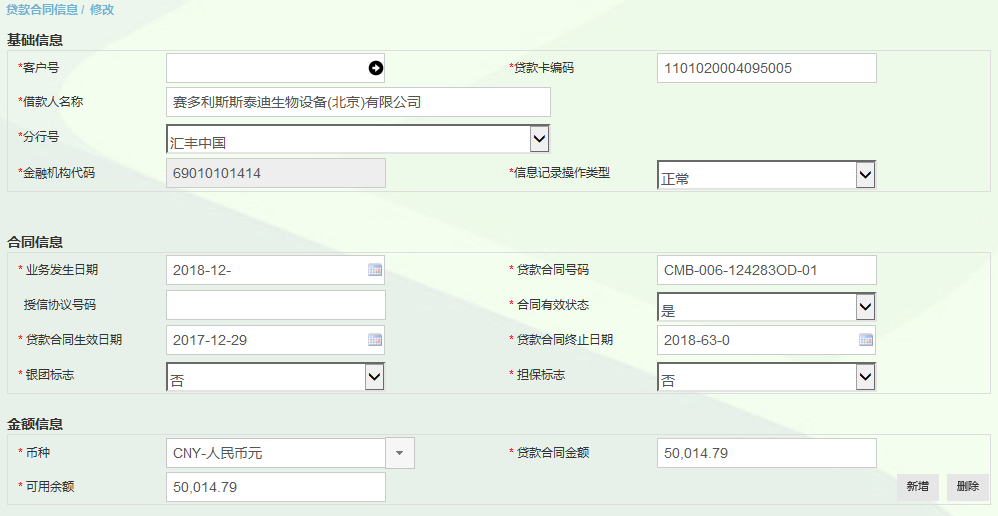 贷款合同信息 / 修改
基础信息
*客户号 *贷款卡编码 1101020004095005
*借款人名称 赛多利斯斯泰迪生物设备(北京)有限公司
*分行号 汇丰中国
*金融机构代码 69010101414 *信息记录操作类型 正常
合同信息
* 业务发生日期 2018-12- * 贷款合同号码 CMB-006-124283OD-01
授信协议号码 * 合同有效状态 是
* 贷款合同生效日期 2017-12-29 * 贷款合同终止日期 2018-63-0
* 银团标志 否 * 担保标志 否
金额信息
* 币种 CNY-人民币元 * 贷款合同金额 50,014.79
* 可用余额 50,014.79 新增 删除